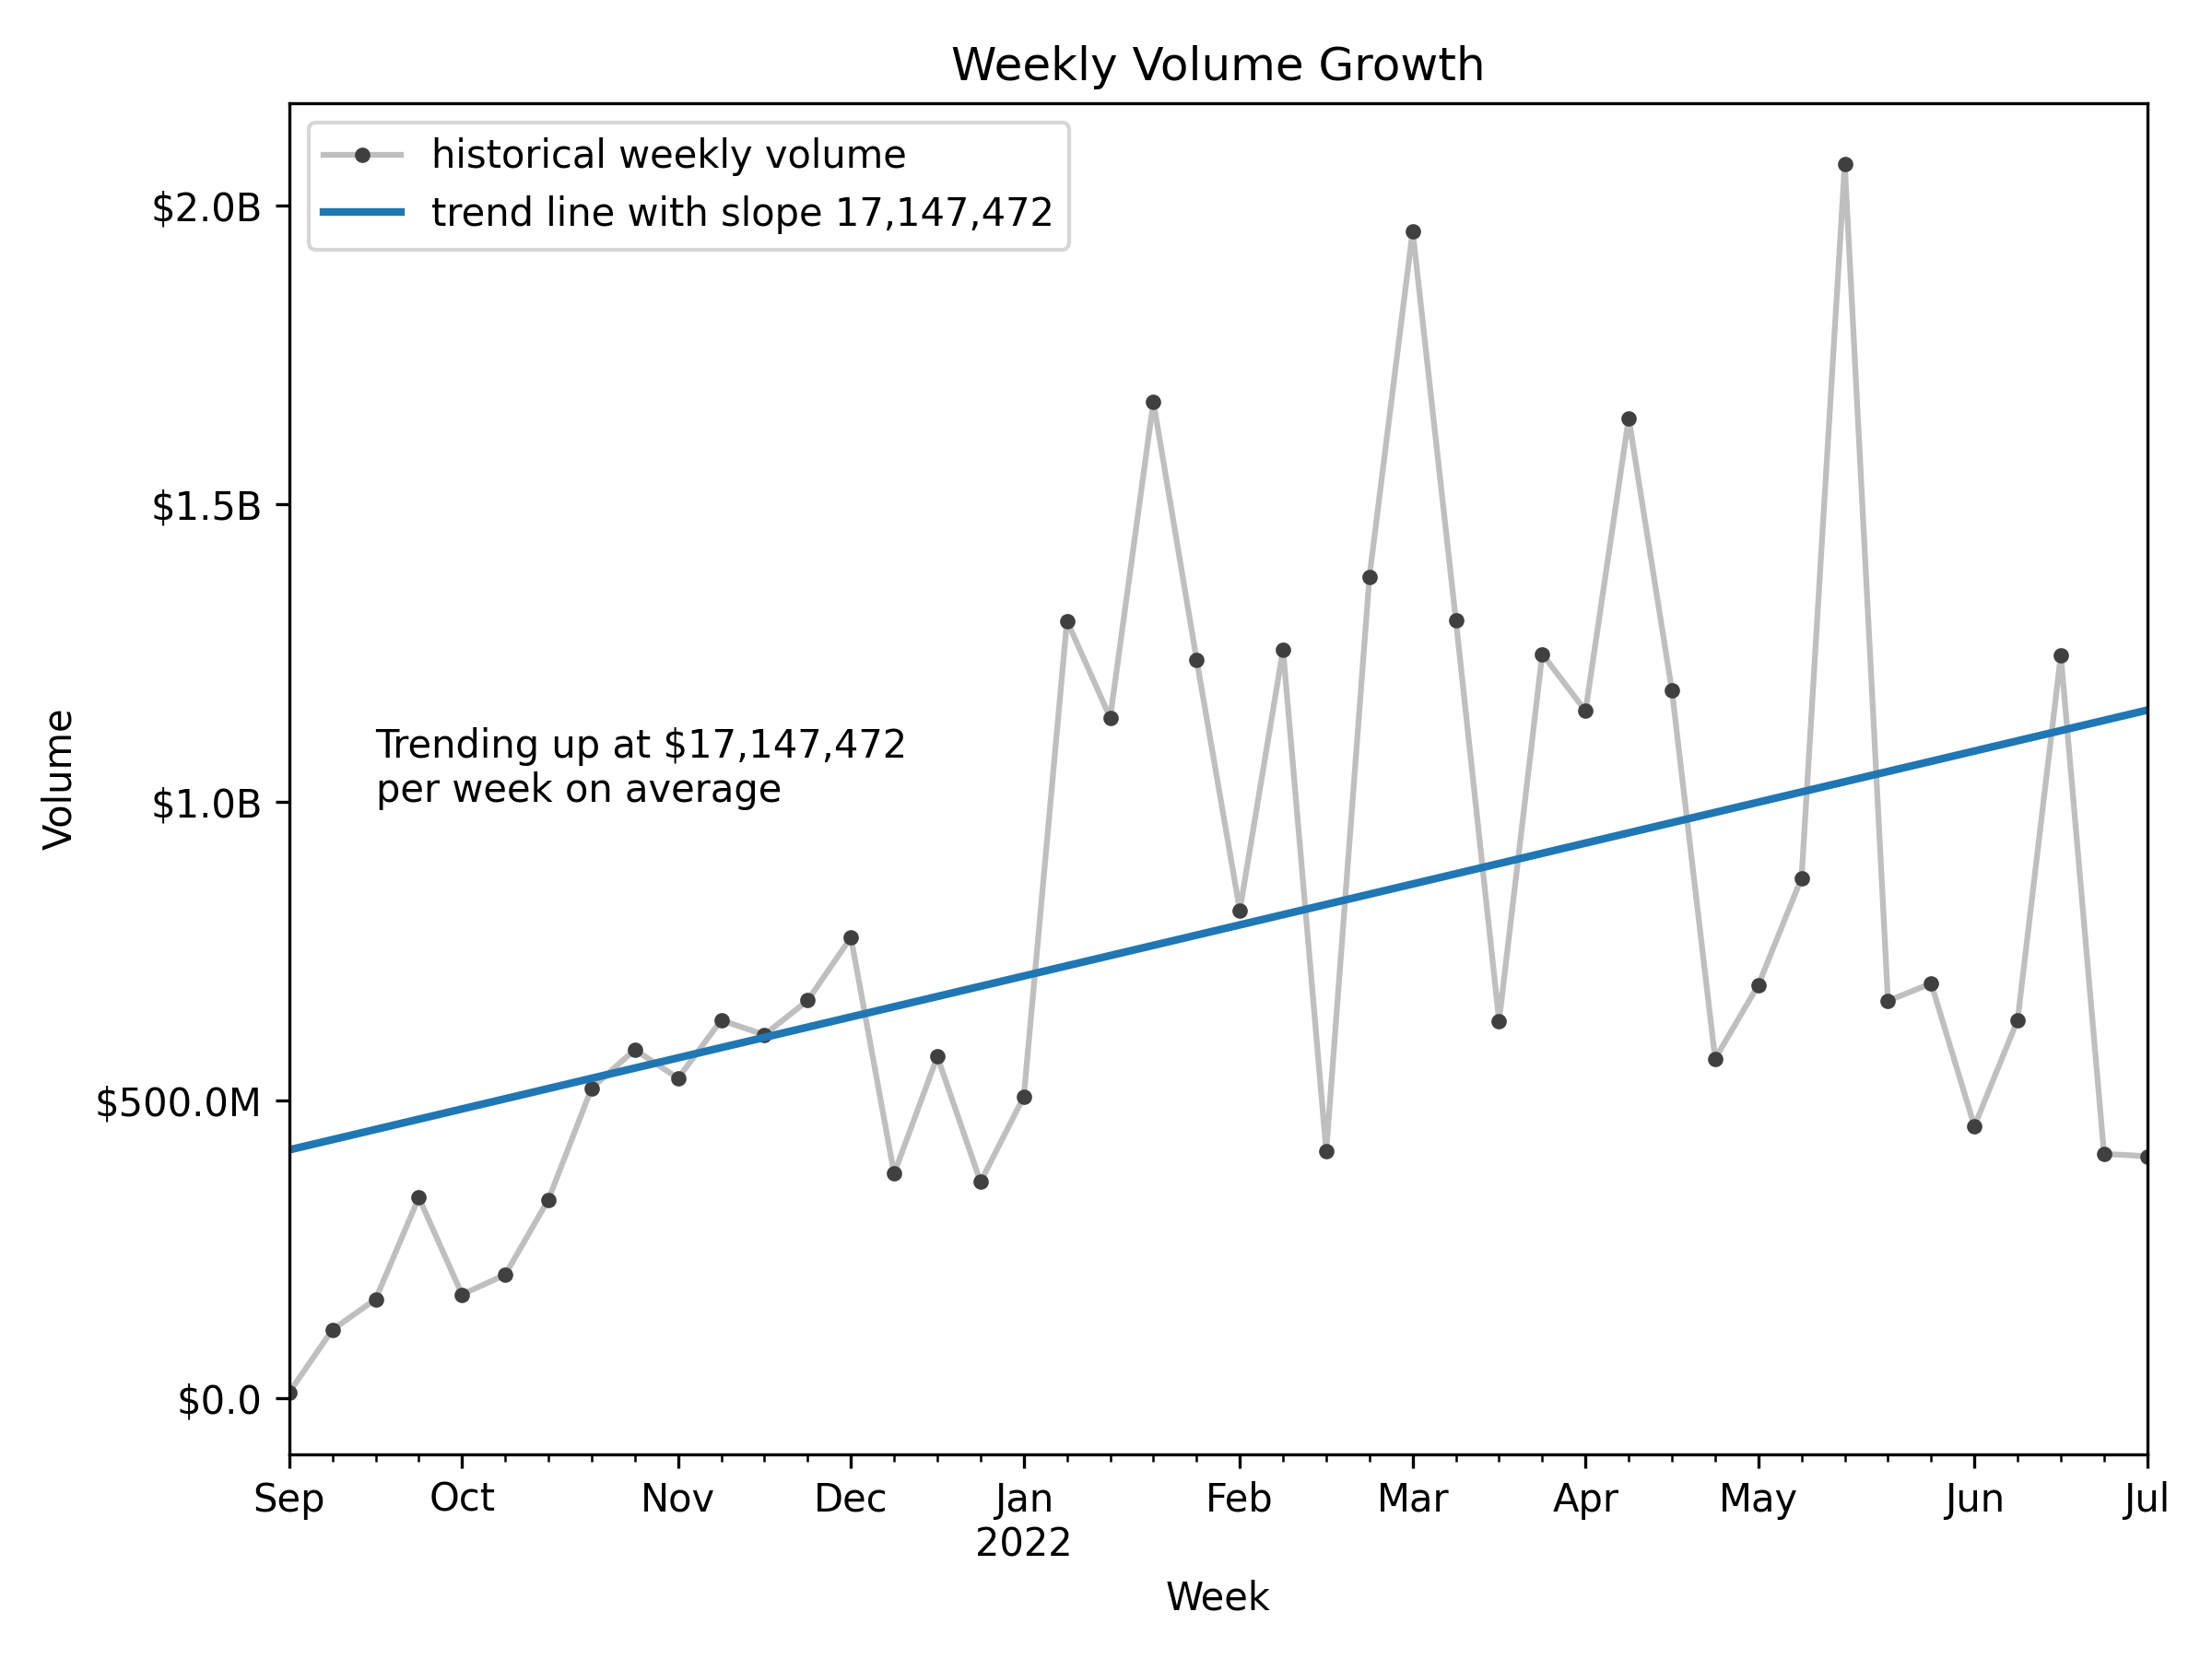 Weekly Volume Growth
historical weekly volume
trend line with slope 17,147,472
$2.0B
$1.5B
$1.0B
$500.0M
$0.0
Volume
Trending up at $17,147,472
per week on average
Sep Oct Nov Dec Jan Feb Mar Apr May Jun Jul
2022
Week